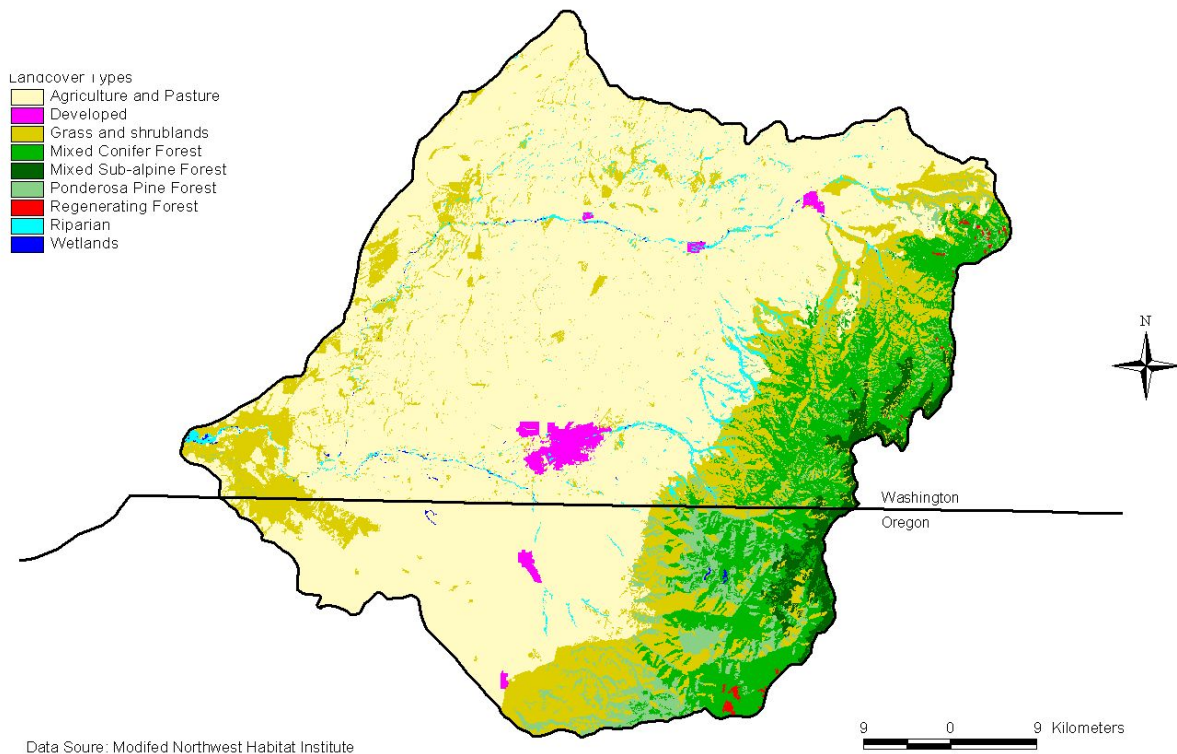 Landcover Types
Agriculture and Pasture
Developed
Grass and shrublands
Mixed Conifer Forest
Mixed Sub-alpine Forest
Ponderosa Pine Forest
Regenerating Forest
Riparian
Wetlands
N
Washington
Oregon
9 0 9 Kilometers
Data Soure: Modifed Northwest Habitat Institute